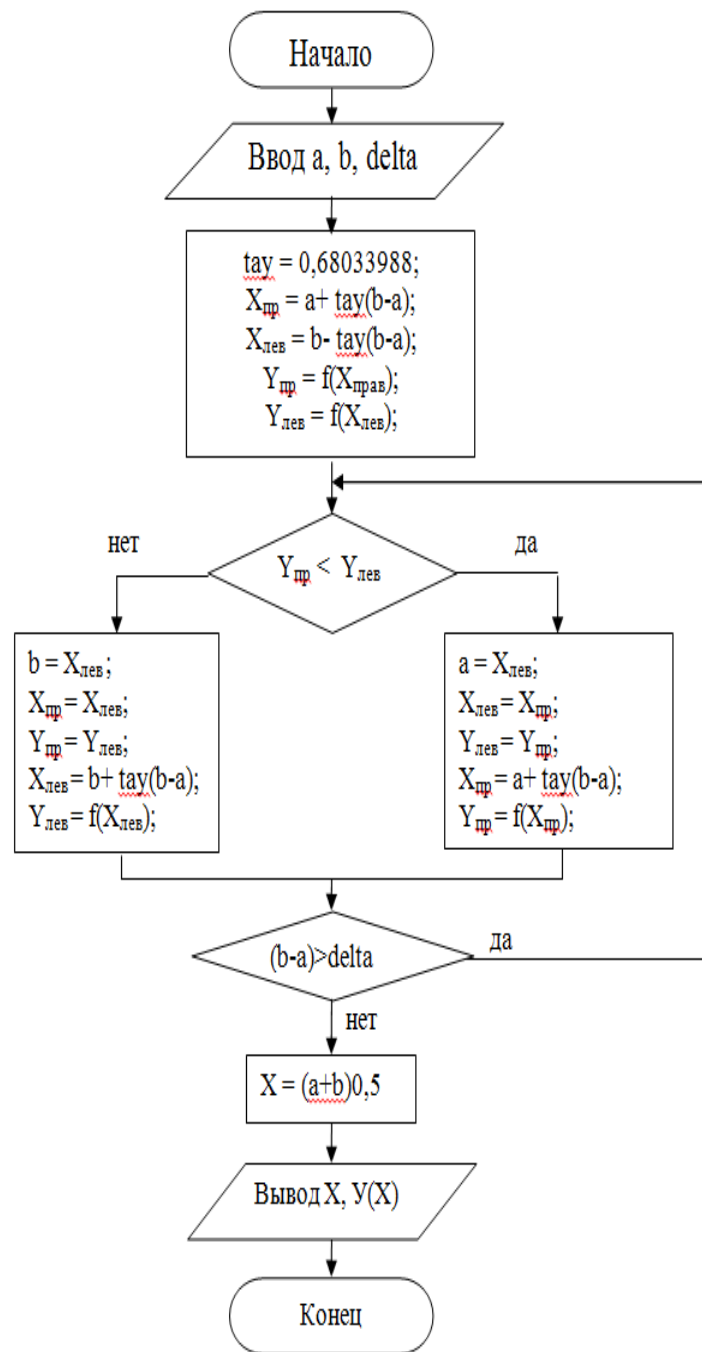 Начало
Ввод a, b, delta
tay = 0,68033988;
Xпр = a+ tay(b-a);
Xлев = b- tay(b-a);
Yпр = f(Xправ);
Yлев = f(Xлев);
нет
Yпр < Yлев
да
b = Xлев;
Xпр = Xлев;
Yпр = Yлев;
Xлев = b+ tay(b-a);
Yлев = f(Xлев);
a = Xлев;
Xлев = Xпр;
Yлев = Yпр;
Xпр = a+ tay(b-a);
Yпр = f(Xпр);
(b-a)>delta
да
нет
X = (a+b)0,5
Вывод X, У(X)
Конец